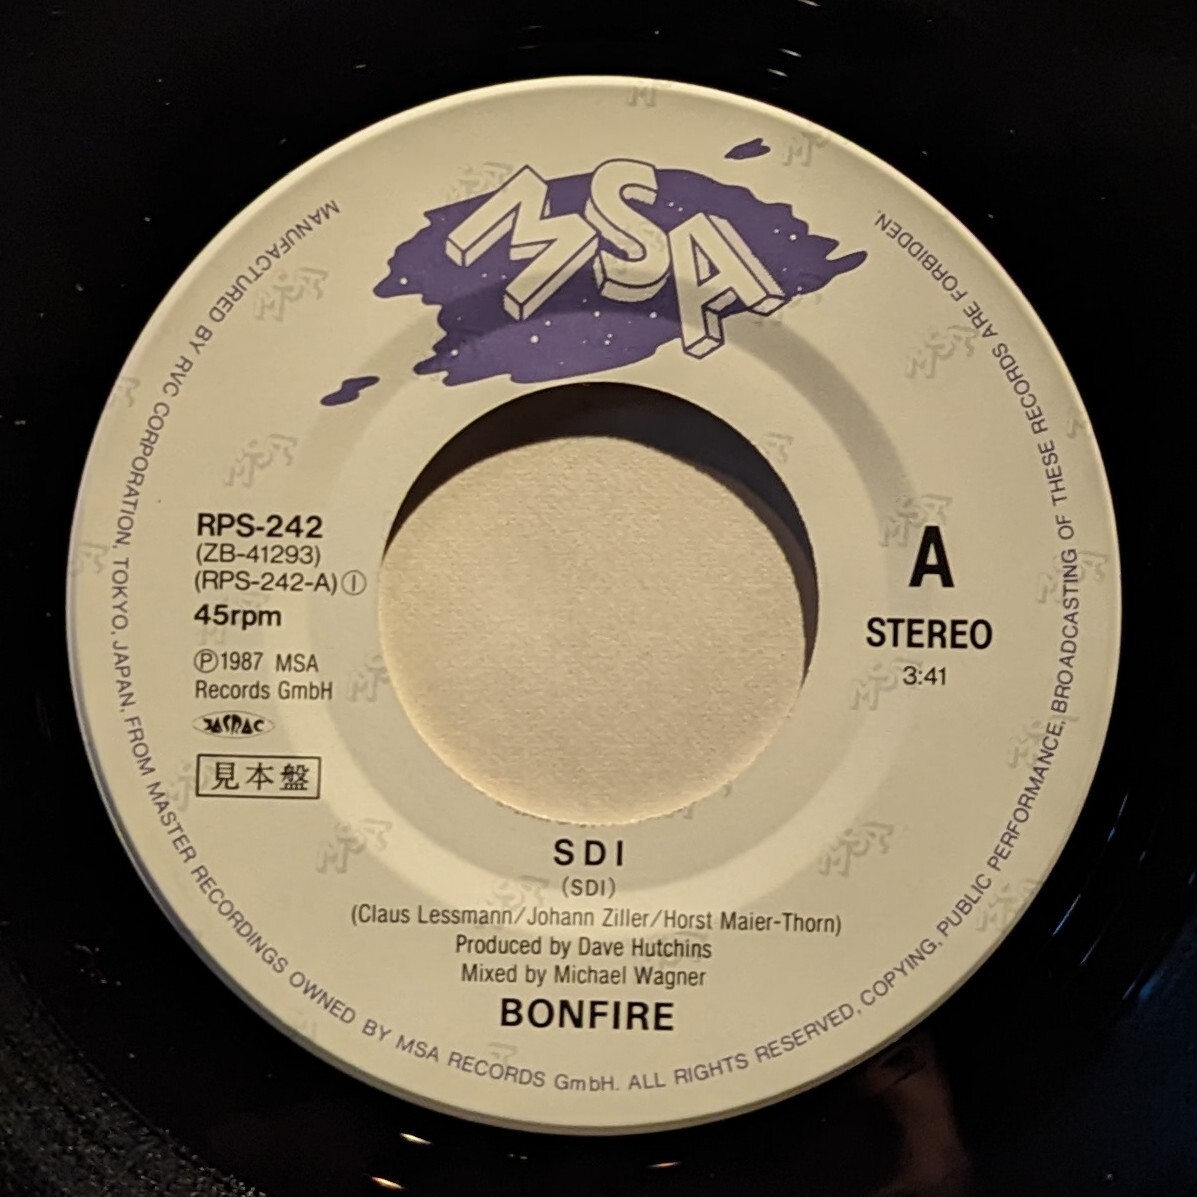 MSA
RPS-242
(ZB-41293)
(RPS-242-A)Ⓘ
45rpm
Ⓟ1987 MSA
Records GmbH
JASRAC
見本盤
A
STEREO
3:41
SDI
(SDI)
(Claus Lessmann/Johann Ziller/Horst Maier-Thorn)
Produced by Dave Hutchins
Mixed by Michael Wagner
BONFIRE
MANUFACTURED BY RVC CORPORATION, TOKYO, JAPAN, FROM MASTER RECORDINGS OWNED BY MSA RECORDS GmbH. ALL RIGHTS RESERVED, COPYING, PUBLIC PERFORMANCE, BROADCASTING OF THESE RECORDS ARE FORBIDDEN.